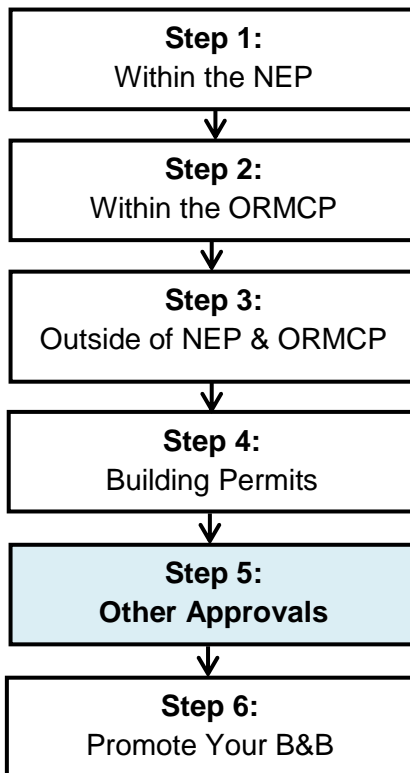 Step 1:
Within the NEP
Step 2:
Within the ORMCP
Step 3:
Outside of NEP & ORMCP
Step 4:
Building Permits
Step 5:
Other Approvals
Step 6:
Promote Your B&B